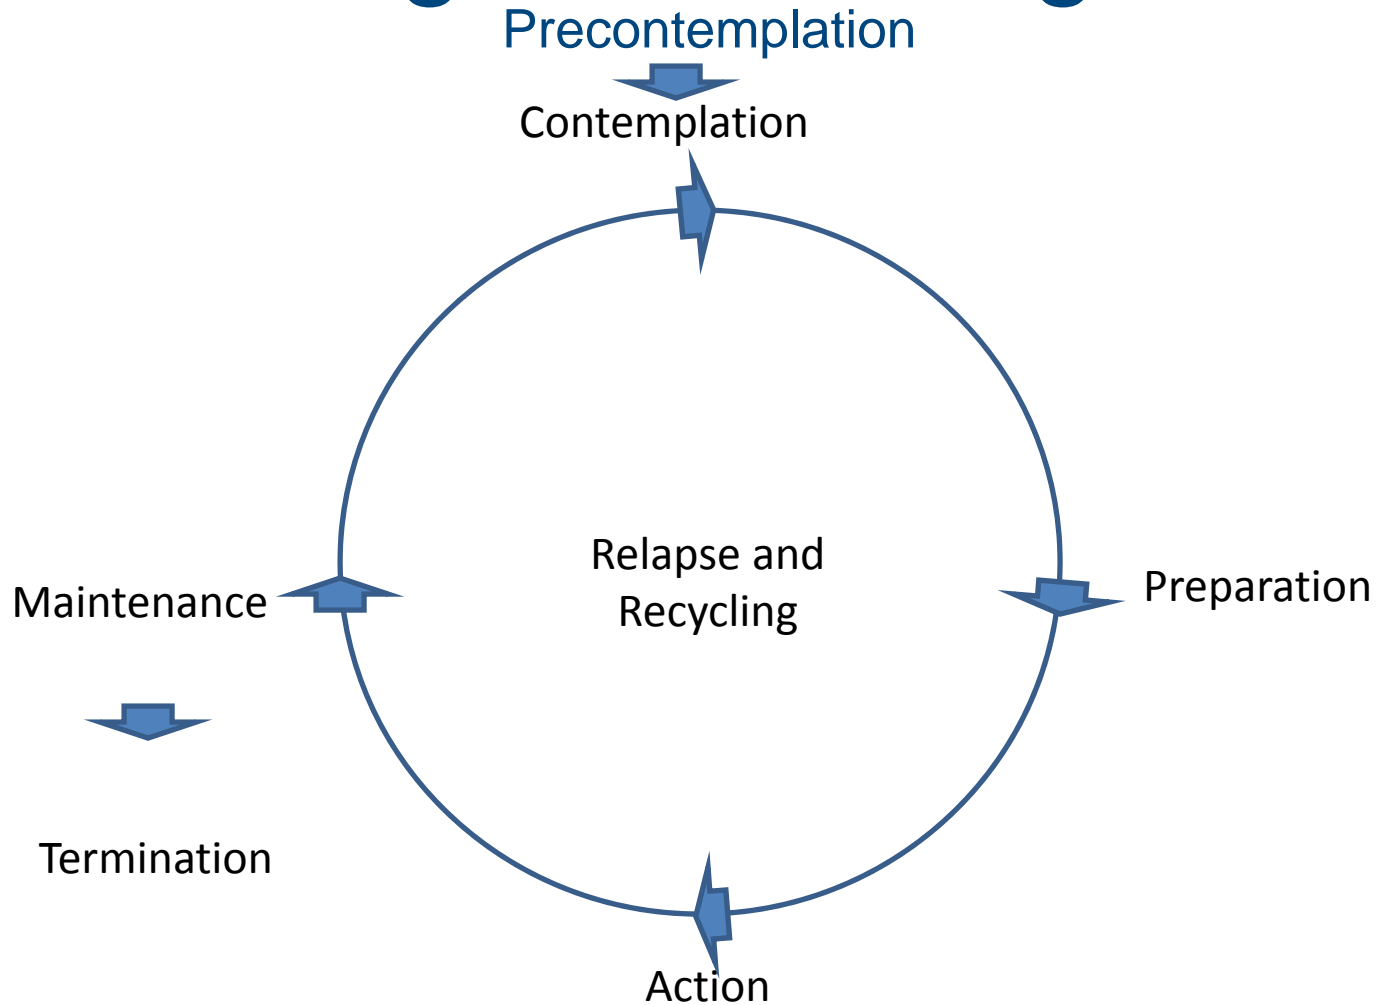 Precontemplation
Contemplation
Relapse and
Recycling
Preparation
Maintenance
Termination
Action